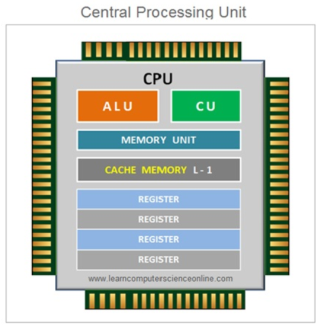 Central Processing Unit
CPU
ALU CU
MEMORY UNIT
CACHE MEMORY L - 1
REGISTER
REGISTER
REGISTER
REGISTER
www.learncomputerscienceonline.com